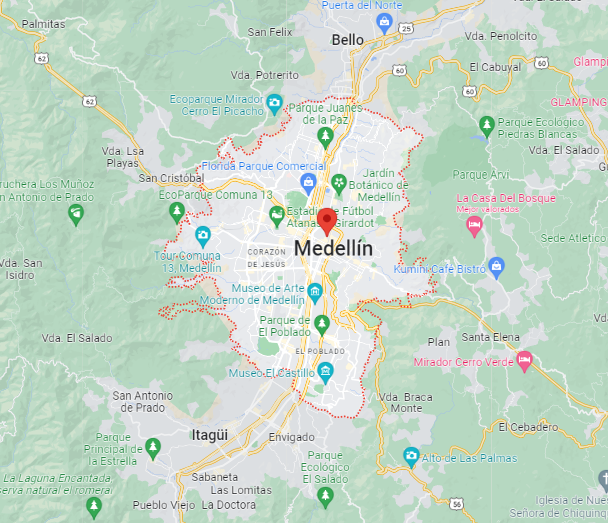 Puerta del Norte
Palmitas
San Felix
Bello
25
Vda. Penolcito
62
Vda. Potrerito
60
El Cabuyal
60
Glamp
62
Ecoparque Mirador
Cerro El Picacho
Parque Juanes
de la Paz
GLAMPING
Parque Ecologico
Piedras Blancas
Vda. Lsa
Playas
Vda. El Salado
Florida Parque Comercial
San Cristóbal
Jardín
Botánico de
Medellín
Parque Arví
ruchera Los Muñoz
an Antonio de Prado
EcoParque Comuna 13
La Casa Del Bosque
Mejor valorados
Estadio de Fútbol
Atanasio Girardot
Sede Atletico
Medellín
CORAZÓN
DE JESÚS
Tour Comuna
13, Medellín
Vda. San
Isidro
Kumini Café Bistro
Museo de Arte
Moderno de Medellín
Parque de
El Poblado
Vda. El Salado
Plan
Santa Elena
EL POBLADO
Mirador Cerro Verde
Museo El Castillo
San Antonio
de Prado
Vda. Braca
Monte
El Cebadero
Itagüí
Envigado
Parque
Principal de
la Estrella
Parque
Ecológico
El Salado
Alto de Las Palmas
La Laguna Encantada,
serva natural el romeral
Sabaneta
Las Lomitas
Pueblo Viejo
La Doctora
56
Iglesia de Nues
Señora de Chiquinq